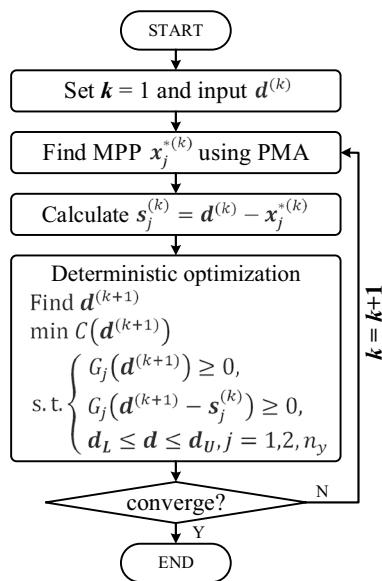 START
Set k = 1 and input d^(k)
Find MPP x_j^*(k) using PMA
Calculate s_j^(k) = d^(k) − x_j^*(k)
Deterministic optimization
Find d^(k+1)
min C(d^(k+1))
s. t. { G_j(d^(k+1)) ≥ 0,
G_j(d^(k+1) − s_j^(k)) ≥ 0,
d_L ≤ d ≤ d_U, j = 1,2, n_y
k = k+1
converge?
N
Y
END